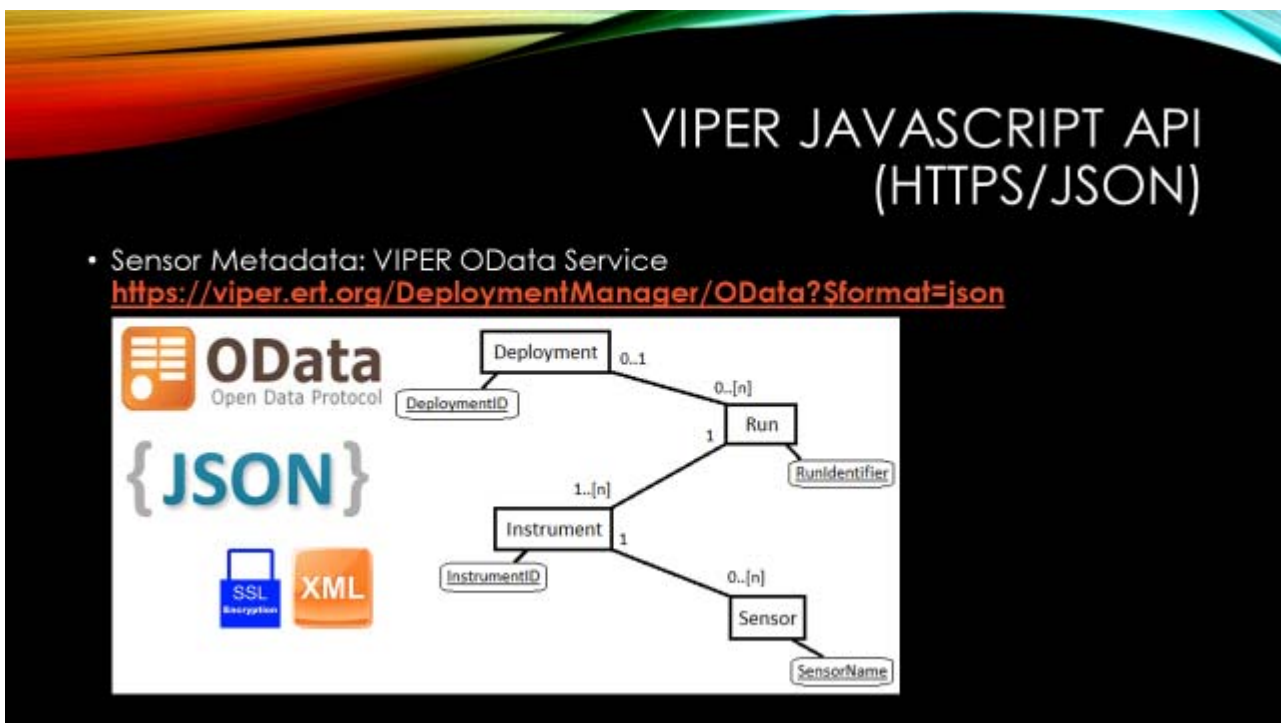 VIPER JAVASCRIPT API
(HTTPS/JSON)
• Sensor Metadata: VIPER OData Service
https://viper.ert.org/DeploymentManager/OData?$format=json
OData
Open Data Protocol
{JSON}
SSL
Encryption
XML
Deployment
0..1
DeploymentID
0..[n]
Run
1
RunIdentifier
1..[n]
Instrument
1
InstrumentID
0..[n]
Sensor
SensorName